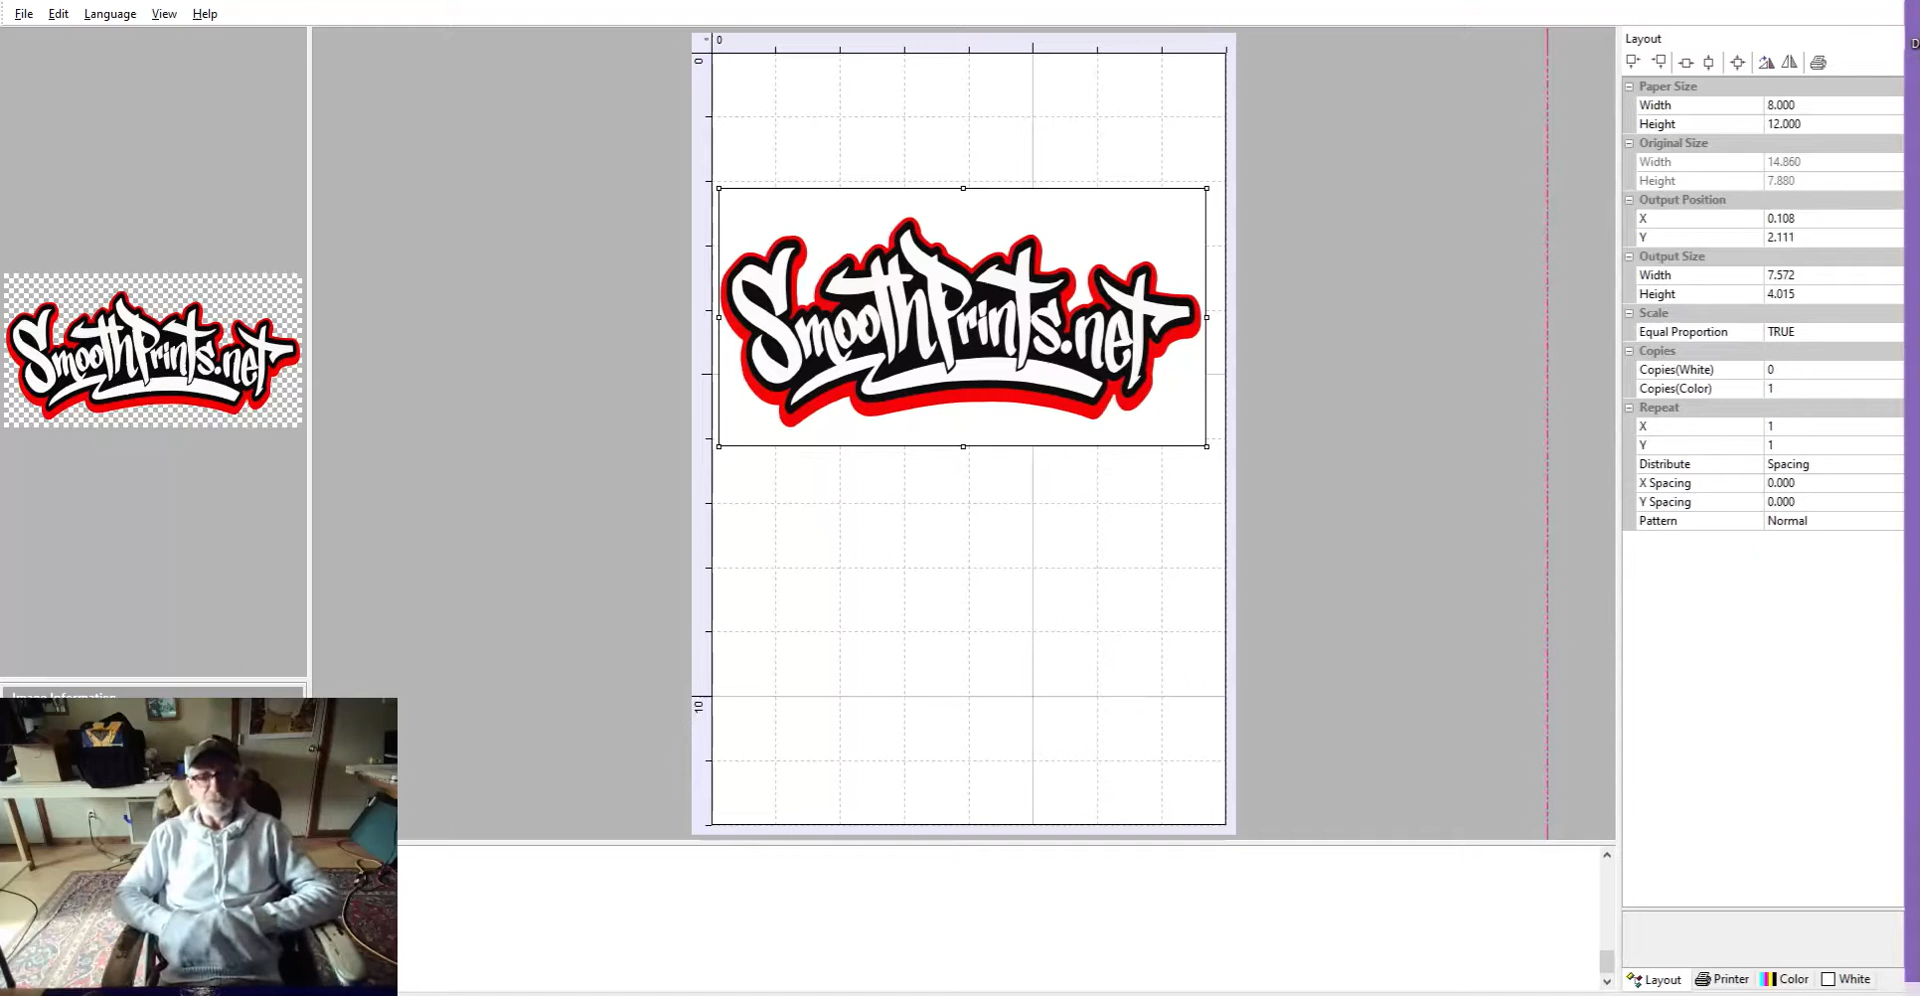 File Edit Language View Help
SmoothPrints.net
Image Information
0
0
10
SmoothPrints.net
Layout
Paper Size
Width 8.000
Height 12.000
Original Size
Width 14.860
Height 7.880
Output Position
X 0.108
Y 2.111
Output Size
Width 7.572
Height 4.015
Scale
Equal Proportion TRUE
Copies
Copies(White) 0
Copies(Color) 1
Repeat
X 1
Y 1
Distribute Spacing
X Spacing 0.000
Y Spacing 0.000
Pattern Normal
Layout Printer Color White
D